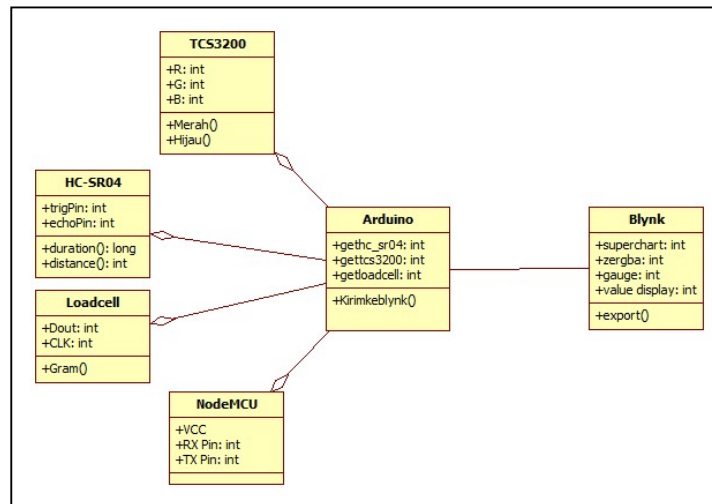 TCS3200
+R: int
+G: int
+B: int
+Merah()
+Hijau()
HC-SR04
+trigPin: int
+echoPin: int
+duration(): long
+distance(): int
Loadcell
+Dout: int
+CLK: int
+Gram()
NodeMCU
+VCC
+RX Pin: int
+TX Pin: int
Arduino
+gethc_sr04: int
+gettcs3200: int
+getloadcell: int
+Kirimkeblynk()
Blynk
+superchart: int
+zergba: int
+gauge: int
+value display: int
+export()